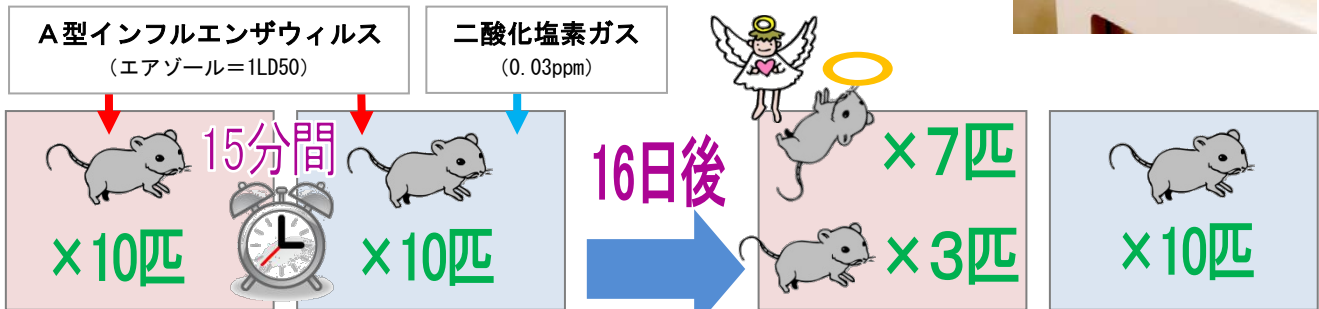 A型インフルエンザウィルス
(エアゾール=1LD50)
二酸化塩素ガス
(0.03ppm)
15分間
×10匹
×10匹
16日後
×7匹
×3匹
×10匹